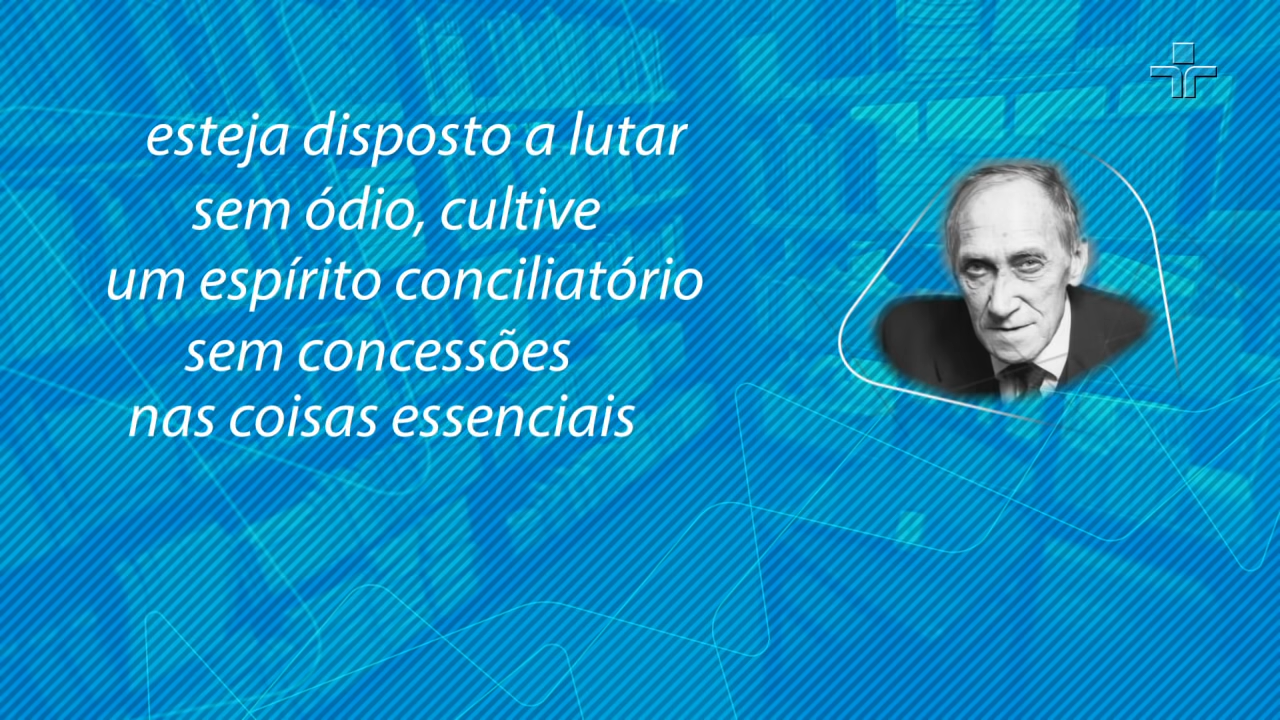 esteja disposto a lutar
sem ódio, cultive
um espírito conciliatório
sem concessões
nas coisas essenciais